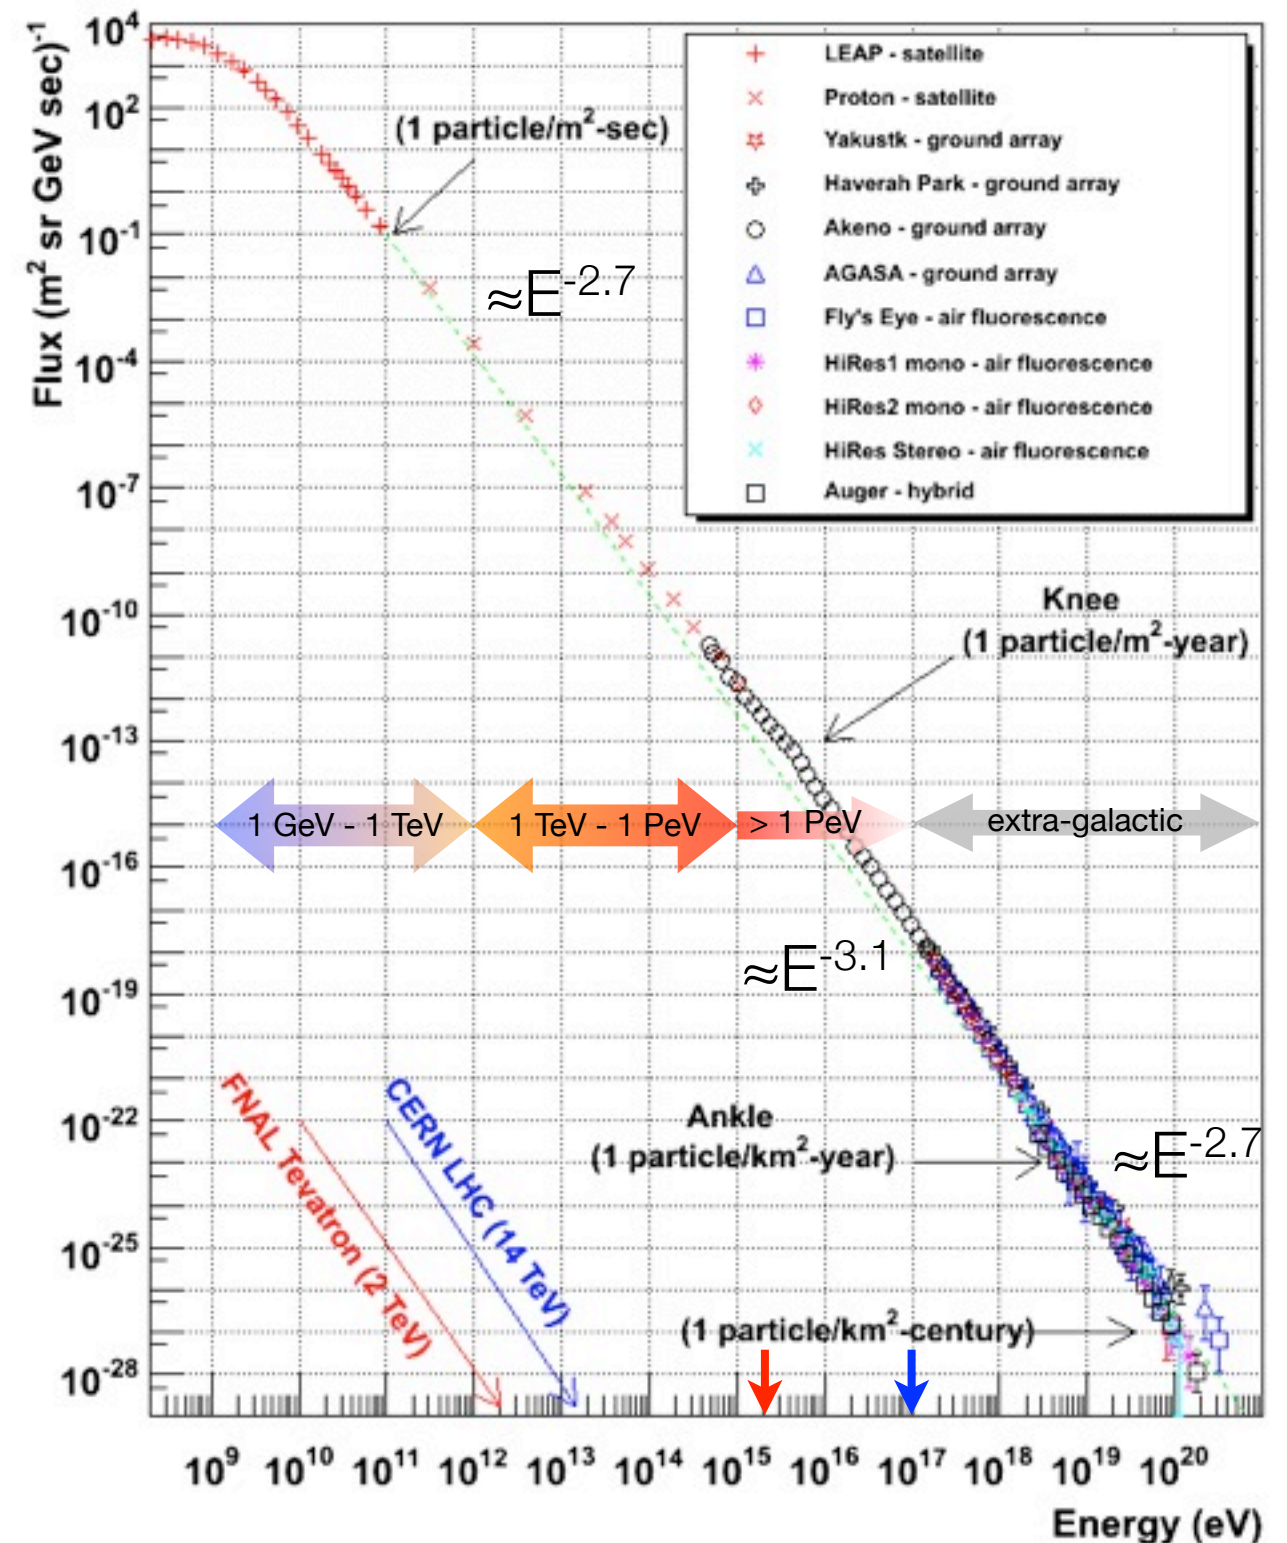 Flux (m² sr GeV sec)⁻¹
10⁴
10²
10⁻¹
10⁻⁴
10⁻⁷
10⁻¹⁰
10⁻¹³
10⁻¹⁶
10⁻¹⁹
10⁻²²
10⁻²⁵
10⁻²⁸
LEAP - satellite
Proton - satellite
Yakustk - ground array
Haverah Park - ground array
Akeno - ground array
AGASA - ground array
Fly's Eye - air fluorescence
HiRes1 mono - air fluorescence
HiRes2 mono - air fluorescence
HiRes Stereo - air fluorescence
Auger - hybrid
(1 particle/m²-sec)
≈E⁻²·⁷
Knee
(1 particle/m²-year)
1 GeV - 1 TeV
1 TeV - 1 PeV
> 1 PeV
extra-galactic
≈E⁻³·¹
FNAL Tevatron (2 TeV)
CERN LHC (14 TeV)
Ankle
(1 particle/km²-year)
≈E⁻²·⁷
(1 particle/km²-century)
10⁹ 10¹⁰ 10¹¹ 10¹² 10¹³ 10¹⁴ 10¹⁵ 10¹⁶ 10¹⁷ 10¹⁸ 10¹⁹ 10²⁰
Energy (eV)